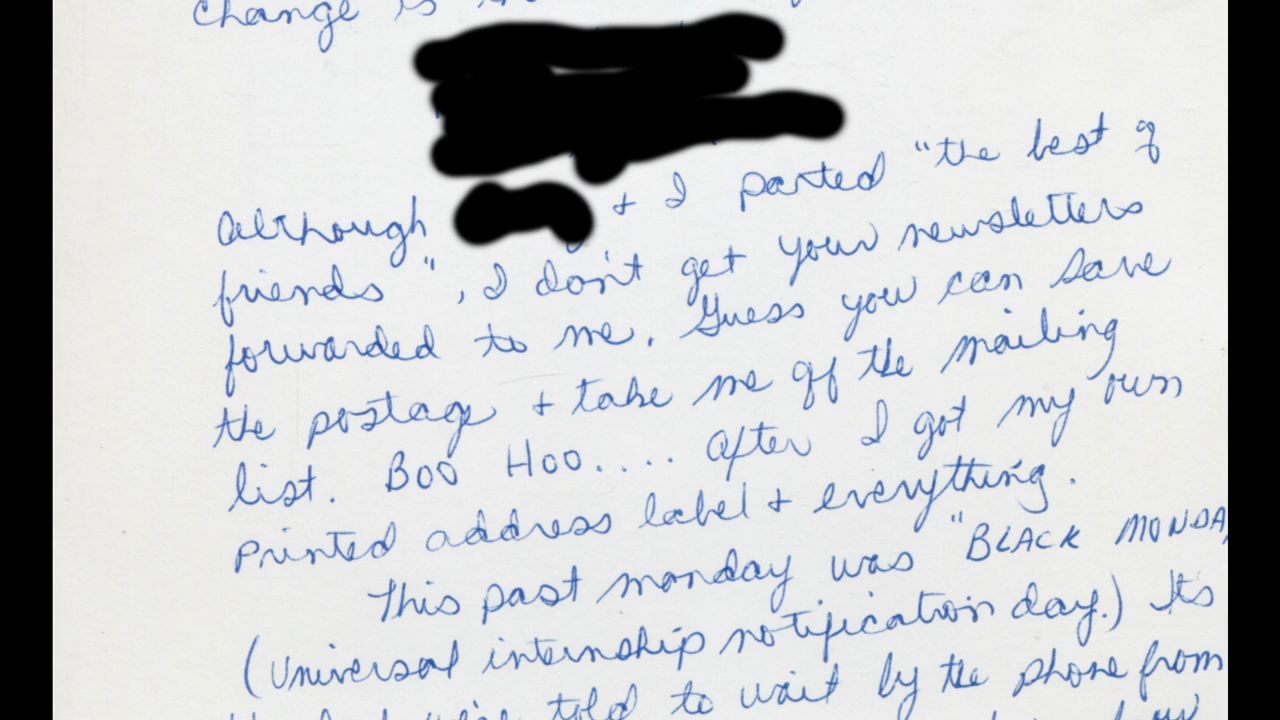 change is
Although + I parted "the best of
friends", I don't get your newsletters
forwarded to me. Guess you can save
the postage + take me off the mailing
list. Boo Hoo.... After I got my own
printed address label + everything.
This past monday was "BLACK MONDA
(Universal internship notification day.) Its
told to wait by the phone from